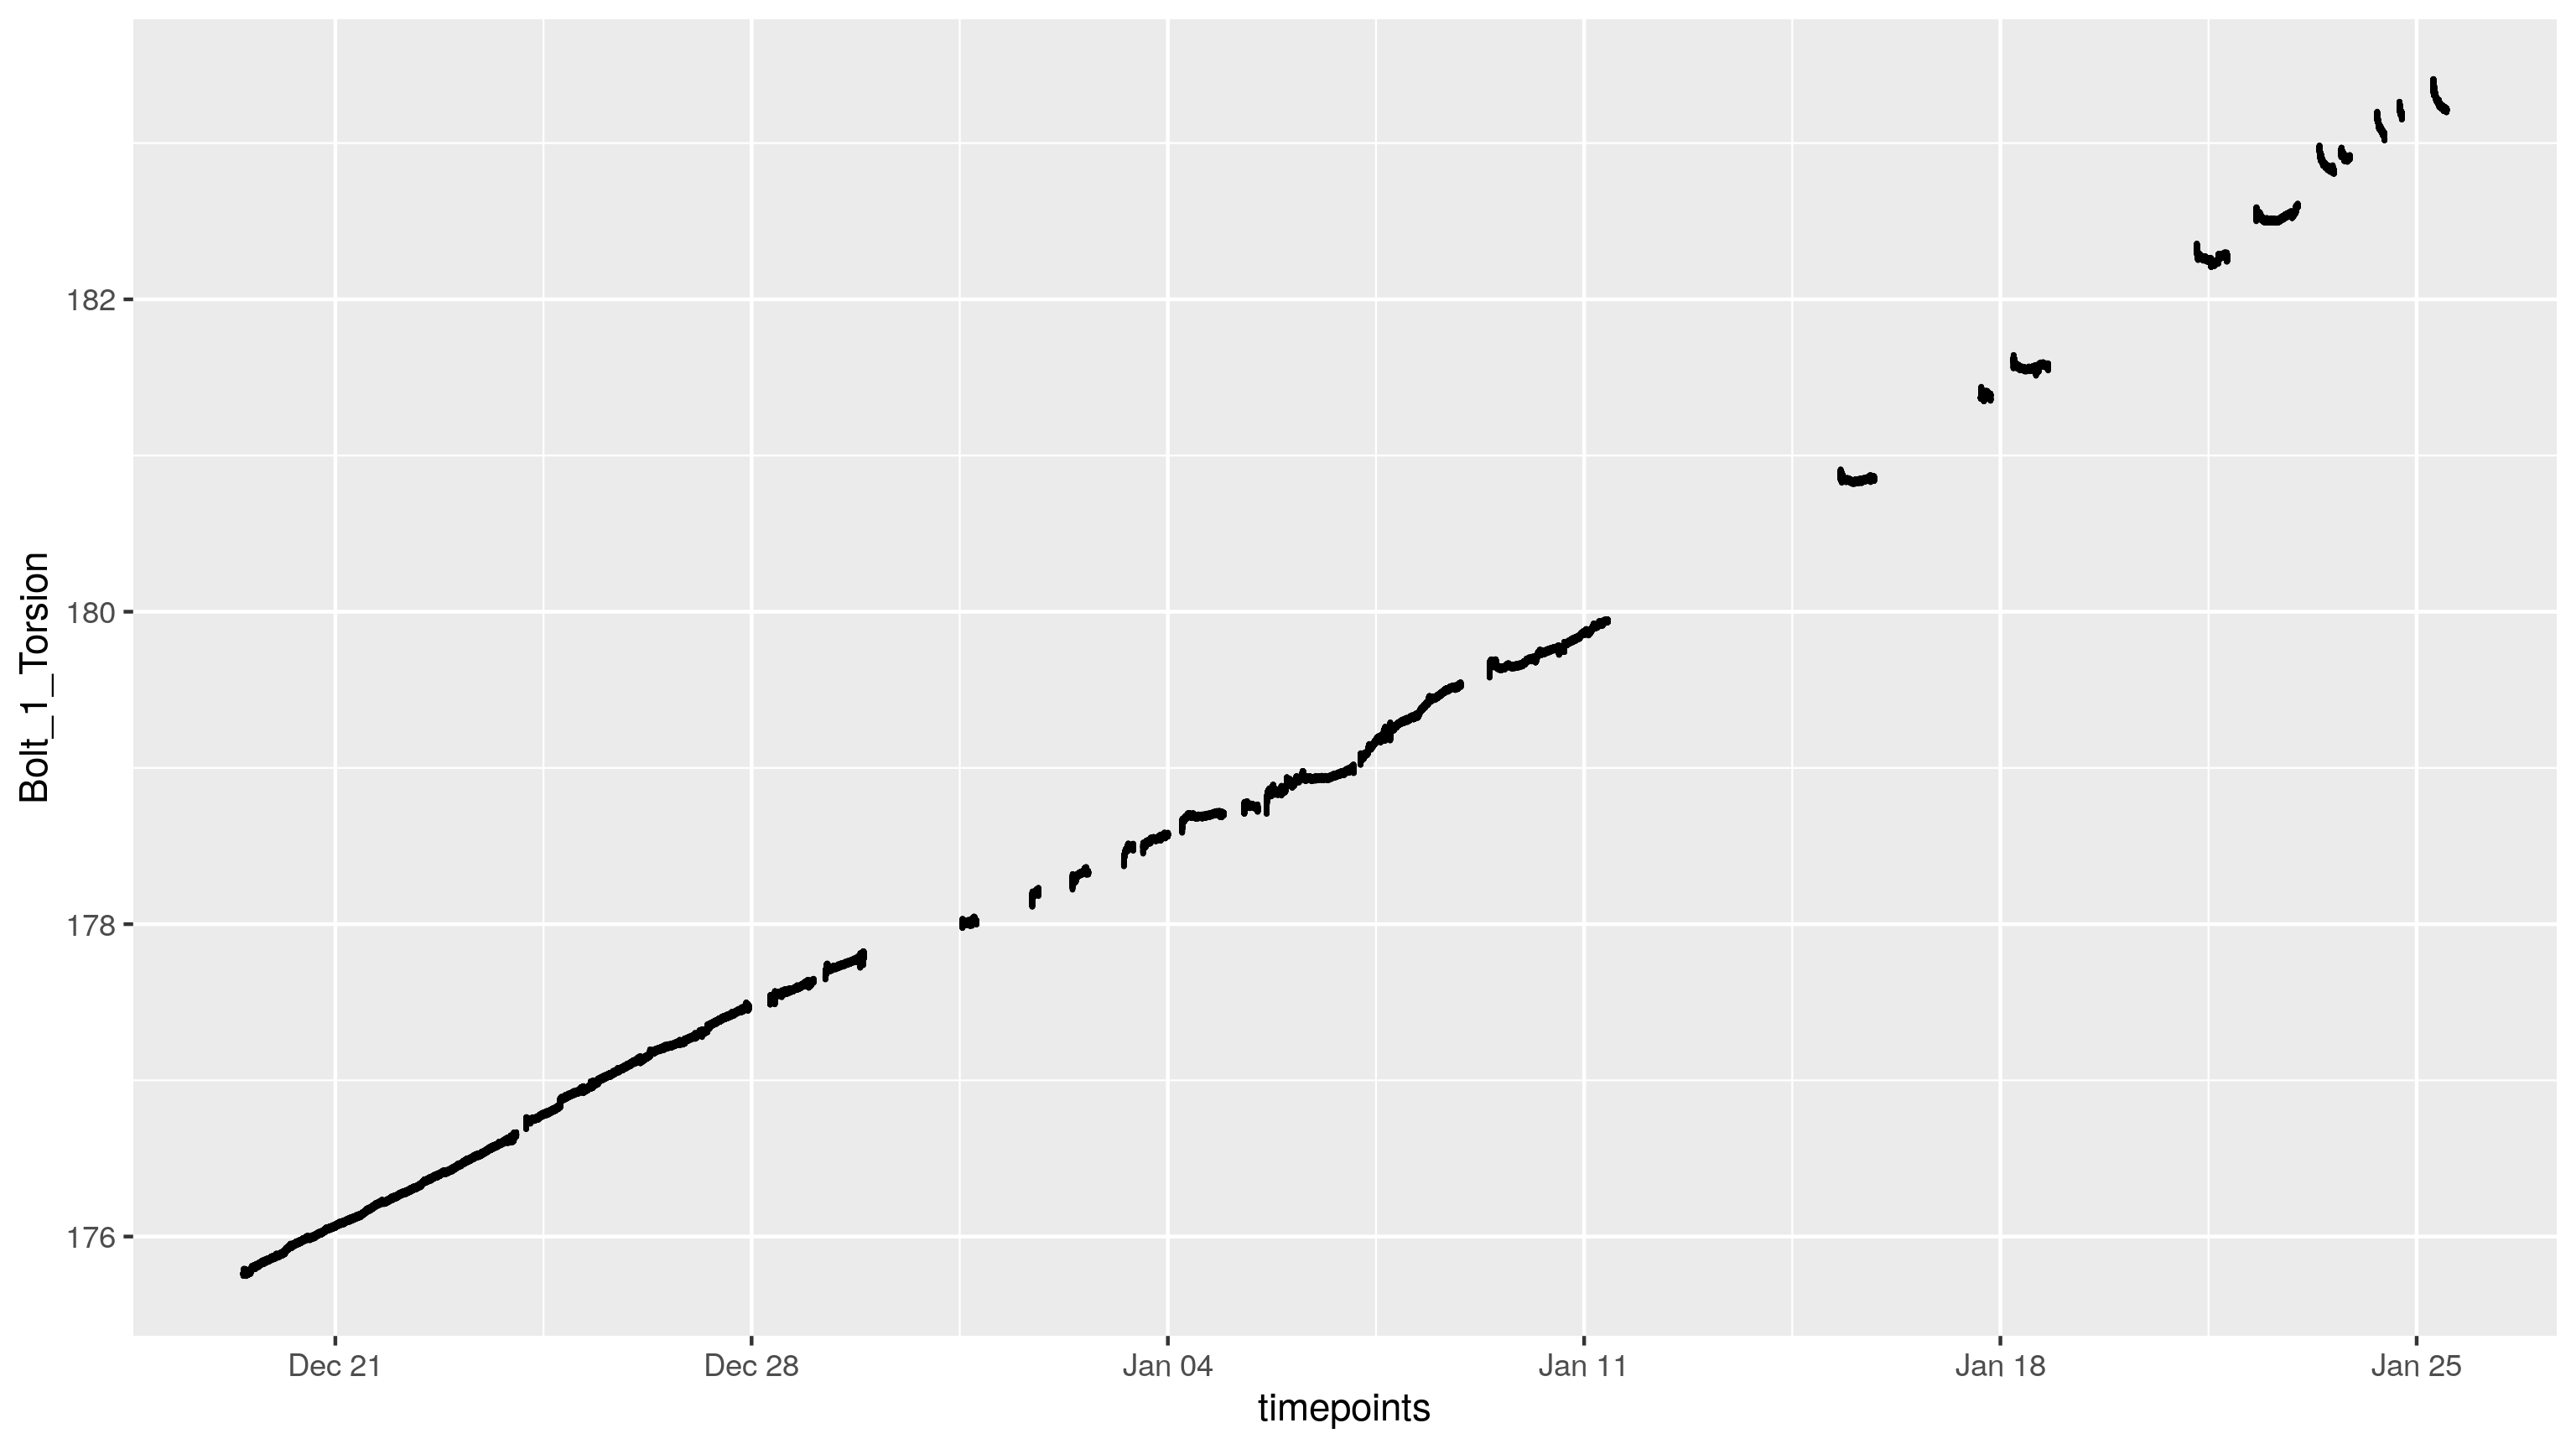 Bolt_1_Torsion
182
180
178
176
Dec 21
Dec 28
Jan 04
Jan 11
Jan 18
Jan 25
timepoints